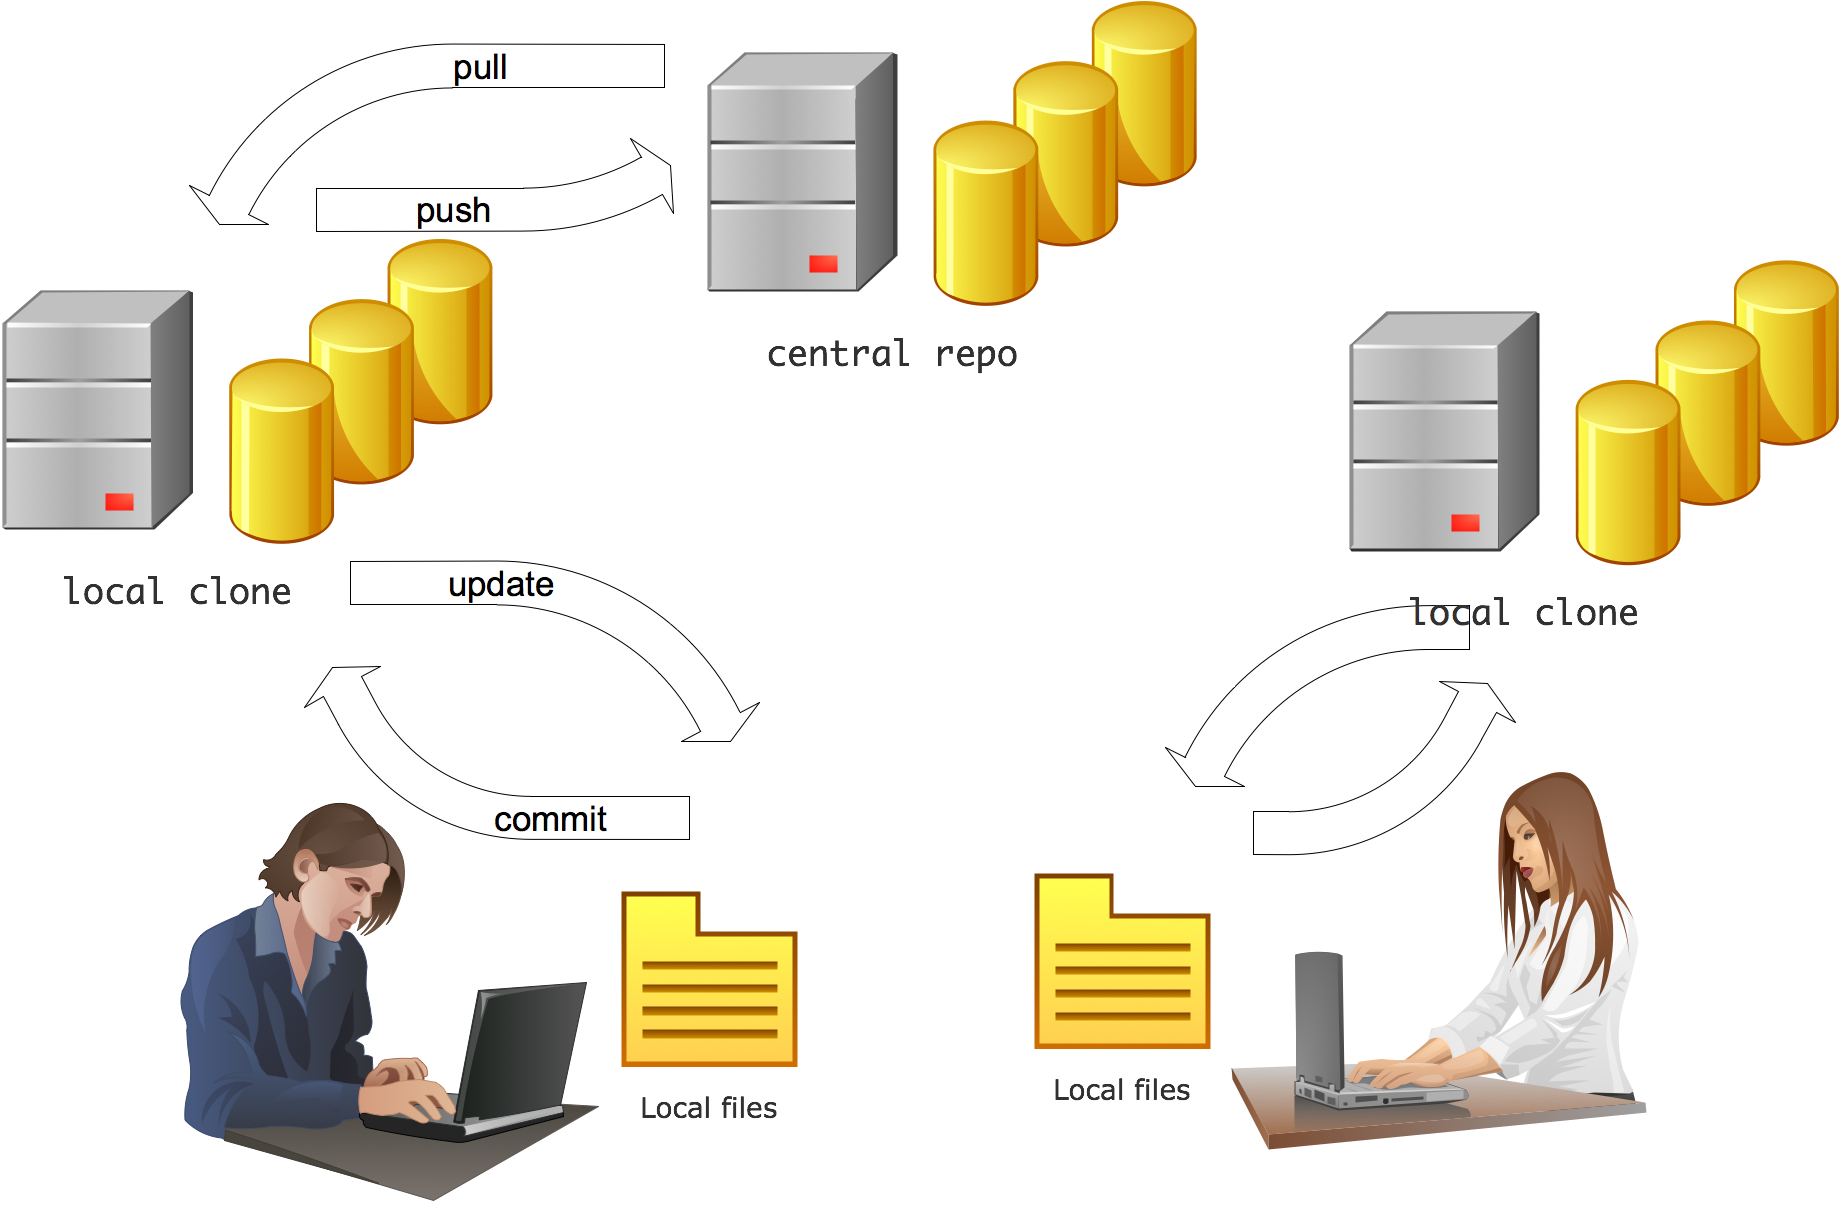 pull
push
central repo
local clone
update
local clone
commit
Local files
Local files